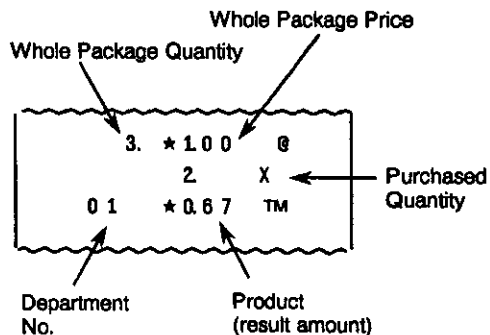 Whole Package Price
Whole Package Quantity
3. ★1.00 @
2. X
Purchased
Quantity
01 ★0.67 TM
Department
No.
Product
(result amount)